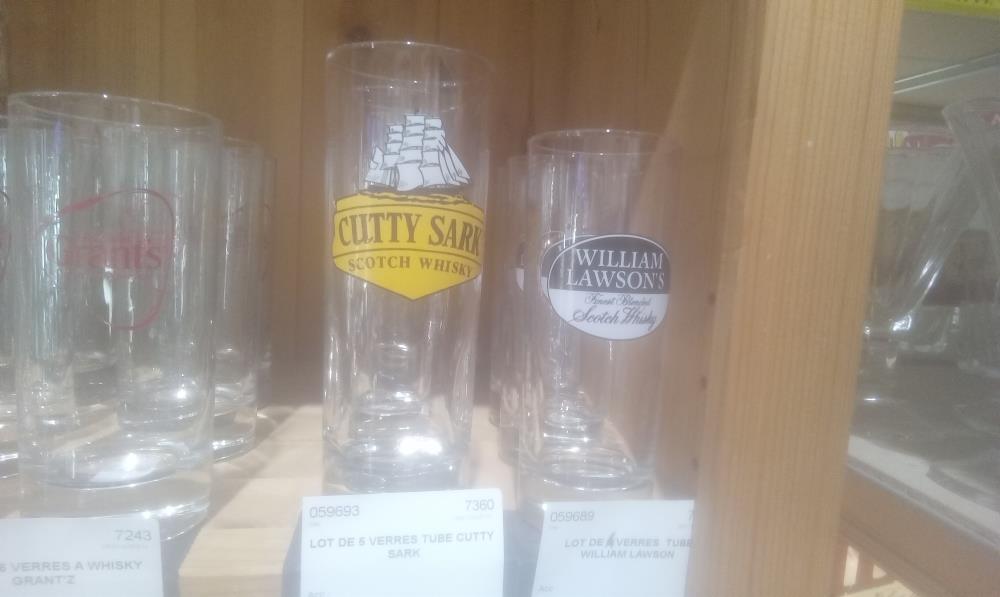 Grant's
CUTTY SARK
SCOTCH WHISKY
WILLIAM
LAWSON'S
Finest Blended
Scotch Whisky
7243
6 VERRES A WHISKY
GRANT'Z
059693
7360
LOT DE 5 VERRES TUBE CUTTY
SARK
059689
LOT DE VERRES TUBE
WILLIAM LAWSON